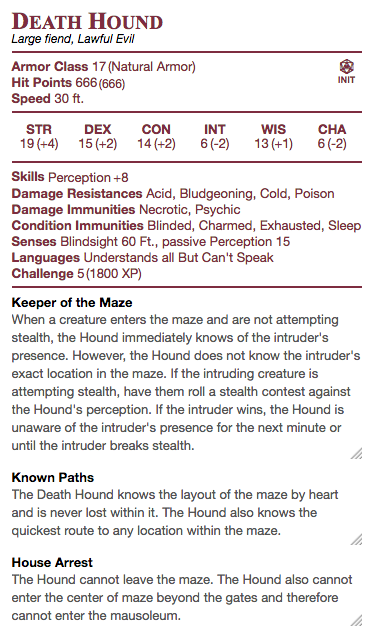 DEATH HOUND
Large fiend, Lawful Evil
Armor Class 17 (Natural Armor)
Hit Points 666 (666)
Speed 30 ft.
INIT
STR DEX CON INT WIS CHA
19 (+4) 15 (+2) 14 (+2) 6 (-2) 13 (+1) 6 (-2)
Skills Perception +8
Damage Resistances Acid, Bludgeoning, Cold, Poison
Damage Immunities Necrotic, Psychic
Condition Immunities Blinded, Charmed, Exhausted, Sleep
Senses Blindsight 60 Ft., passive Perception 15
Languages Understands all But Can't Speak
Challenge 5 (1800 XP)
Keeper of the Maze
When a creature enters the maze and are not attempting
stealth, the Hound immediately knows of the intruder's
presence. However, the Hound does not know the intruder's
exact location in the maze. If the intruding creature is
attempting stealth, have them roll a stealth contest against
the Hound's perception. If the intruder wins, the Hound is
unaware of the intruder's presence for the next minute or
until the intruder breaks stealth.
Known Paths
The Death Hound knows the layout of the maze by heart
and is never lost within it. The Hound also knows the
quickest route to any location within the maze.
House Arrest
The Hound cannot leave the maze. The Hound also cannot
enter the center of maze beyond the gates and therefore
cannot enter the mausoleum.